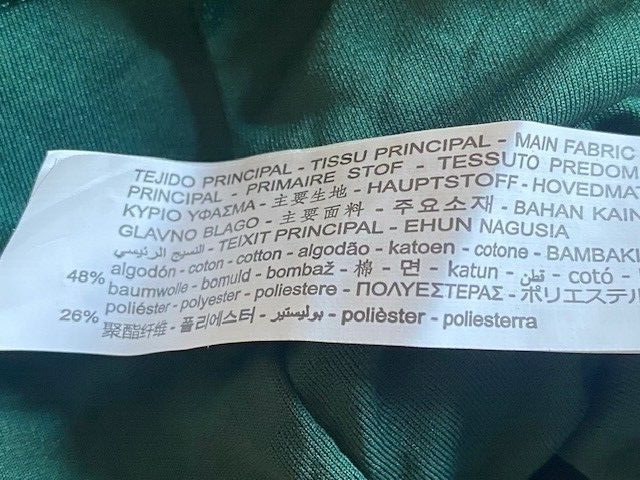 TEJIDO PRINCIPAL - TISSU PRINCIPAL - MAIN FABRIC
PRINCIPAL - PRIMAIRE STOF - TESSUTO PREDOM
ΚΥΡΙΟ ΥΦΑΣΜΑ - 主要生地 - HAUPTSTOFF - HOVEDMA
GLAVNO BLAGO - 主要面料 - 주요소재 - BAHAN KAIN
النسيج الرئيسي - TEIXIT PRINCIPAL - EHUN NAGUSIA
48% algodón - coton - cotton - algodão - katoen - cotone - BAMBAKI
baumwolle - bomuld - bombaž - 棉 - 면 - katun - قطن - cotó -
26% poliéster - polyester - poliestere - ΠΟΛΥΕΣΤΕΡΑΣ - ポリエステル
聚酯纤维 - 폴리에스터 - بوليستير - polièster - poliesterra